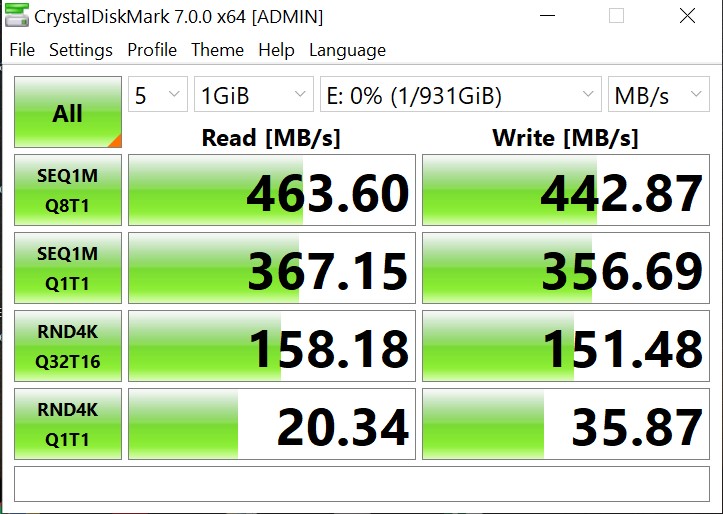 CrystalDiskMark 7.0.0 x64 [ADMIN]
File Settings Profile Theme Help Language
All 5 1GiB E: 0% (1/931GiB) MB/s
Read [MB/s] Write [MB/s]
SEQ1M
Q8T1 463.60 442.87
SEQ1M
Q1T1 367.15 356.69
RND4K
Q32T16 158.18 151.48
RND4K
Q1T1 20.34 35.87